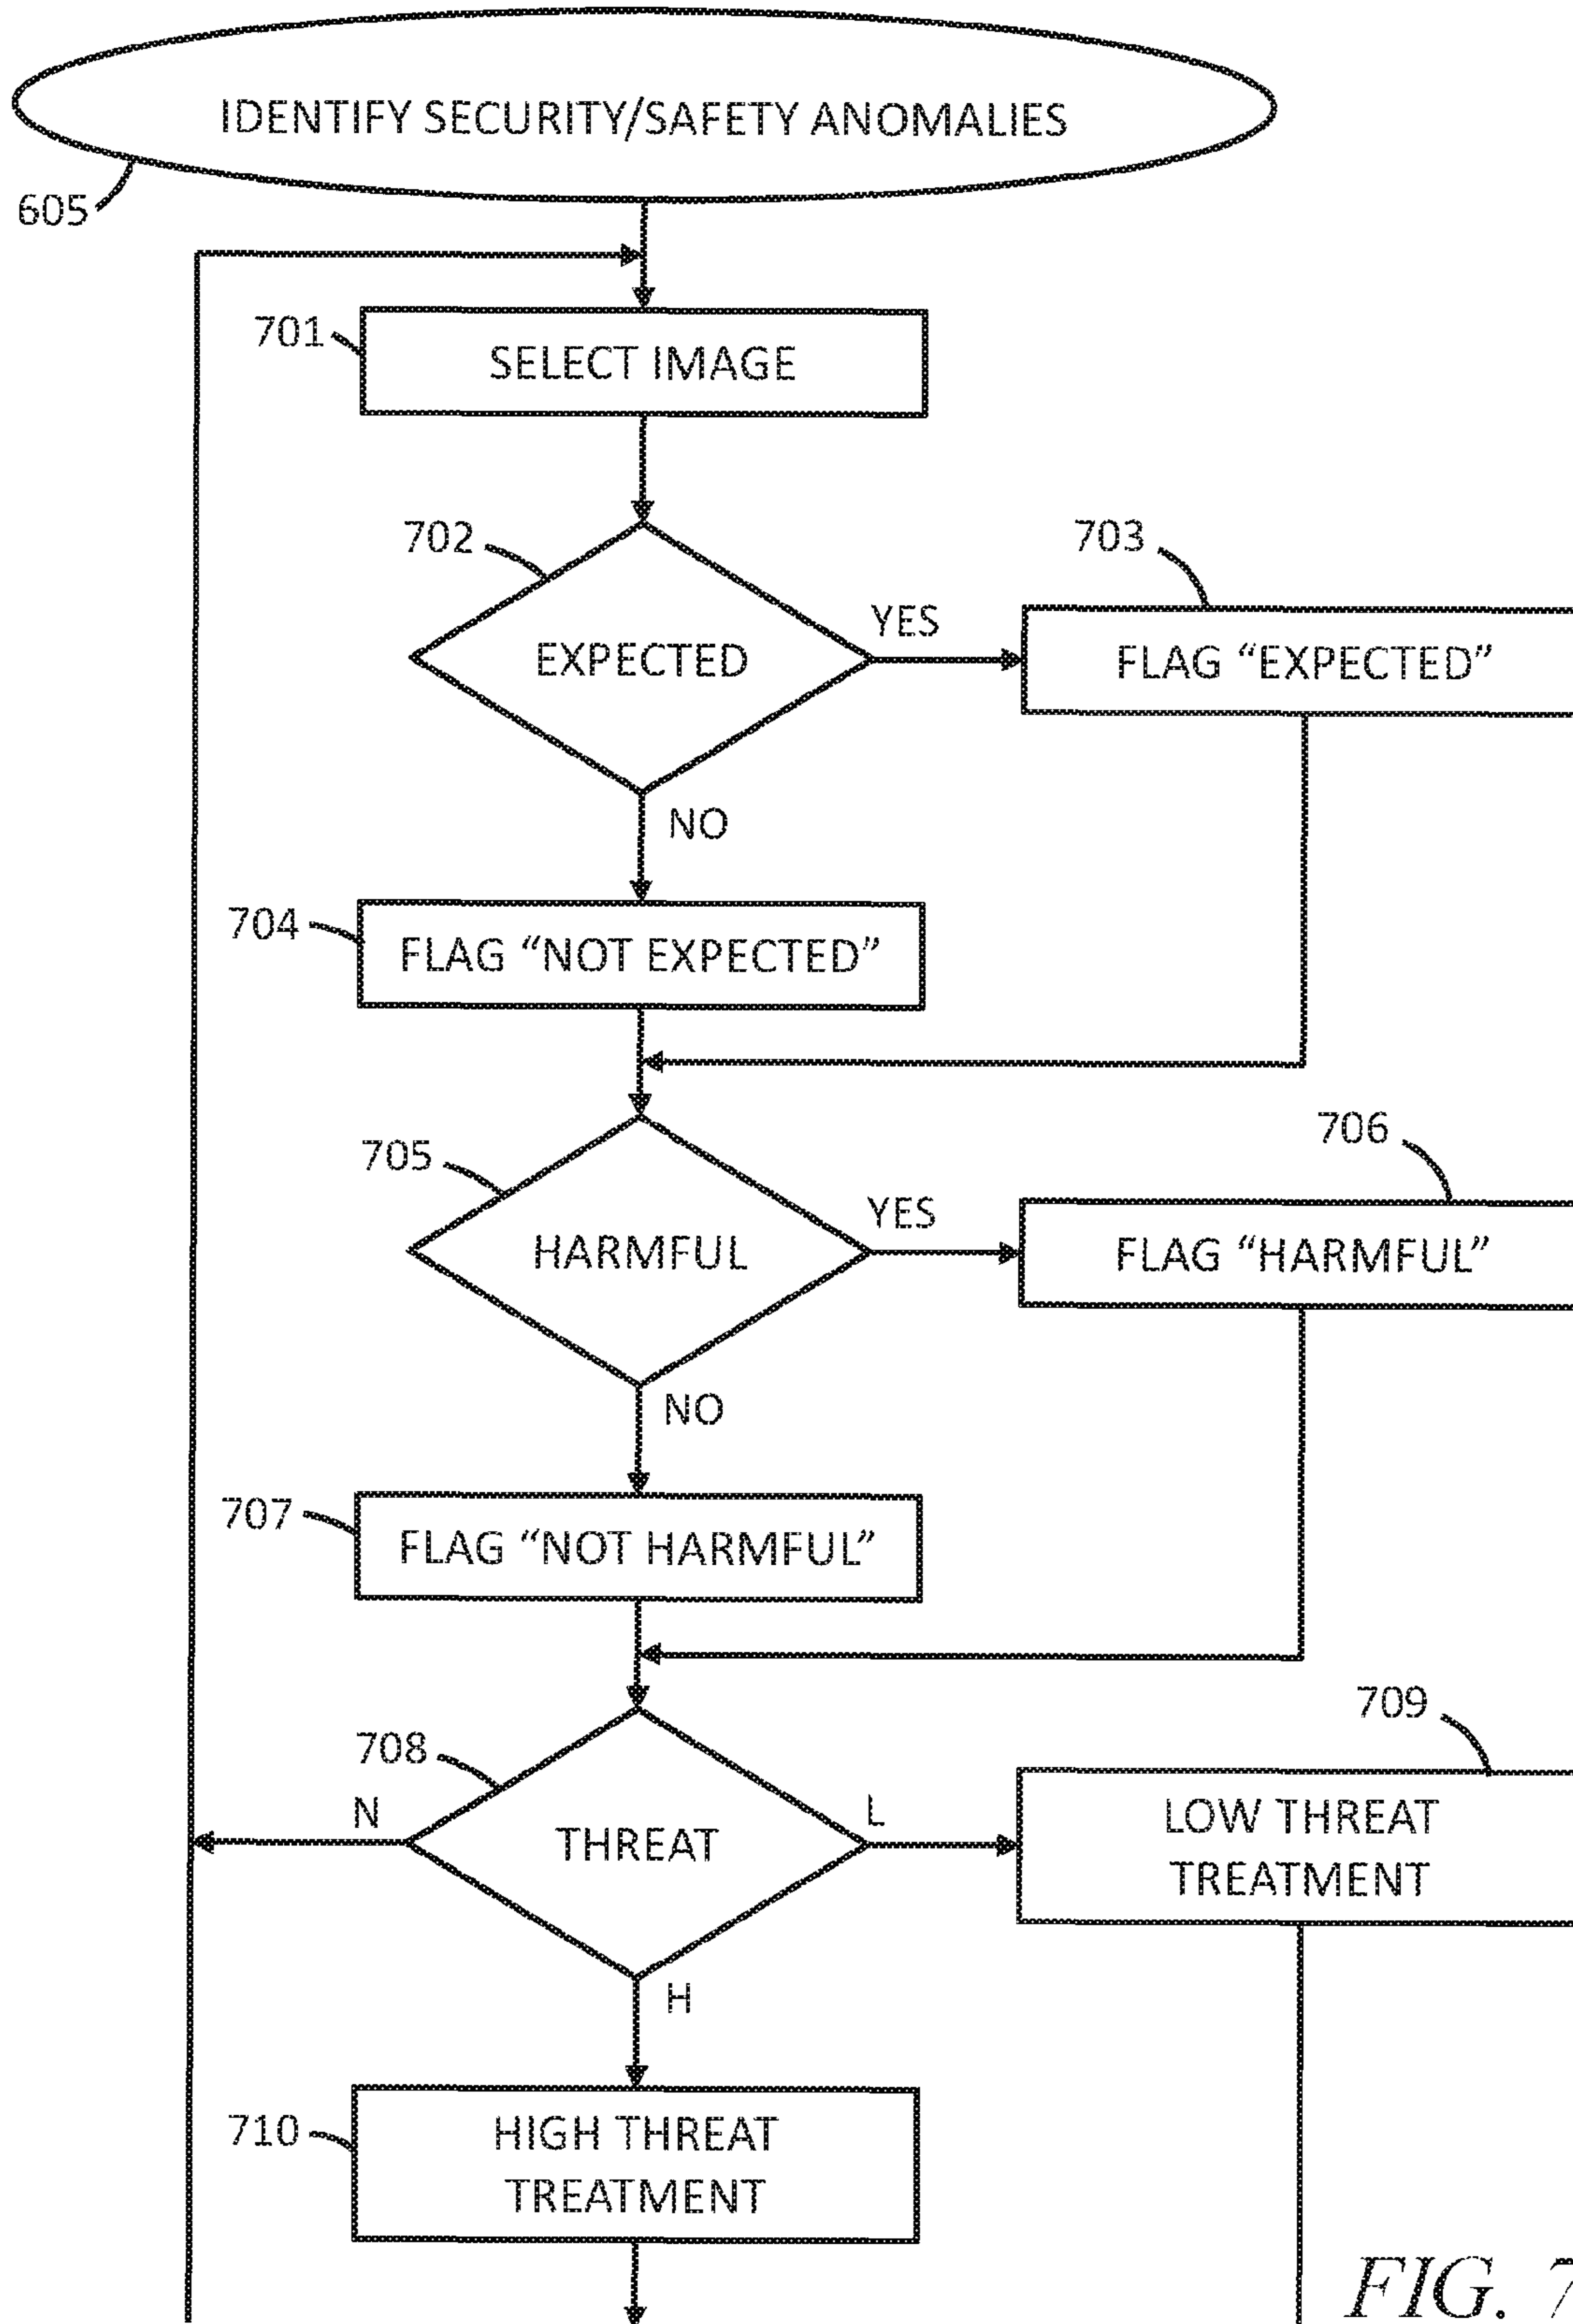 IDENTIFY SECURITY/SAFETY ANOMALIES
605
701
SELECT IMAGE
702
703
EXPECTED
YES
FLAG “EXPECTED”
NO
704
FLAG “NOT EXPECTED”
705
706
HARMFUL
YES
FLAG “HARMFUL”
NO
707
FLAG “NOT HARMFUL”
708
709
N
THREAT
L
LOW THREAT
TREATMENT
H
710
HIGH THREAT
TREATMENT
FIG. 7